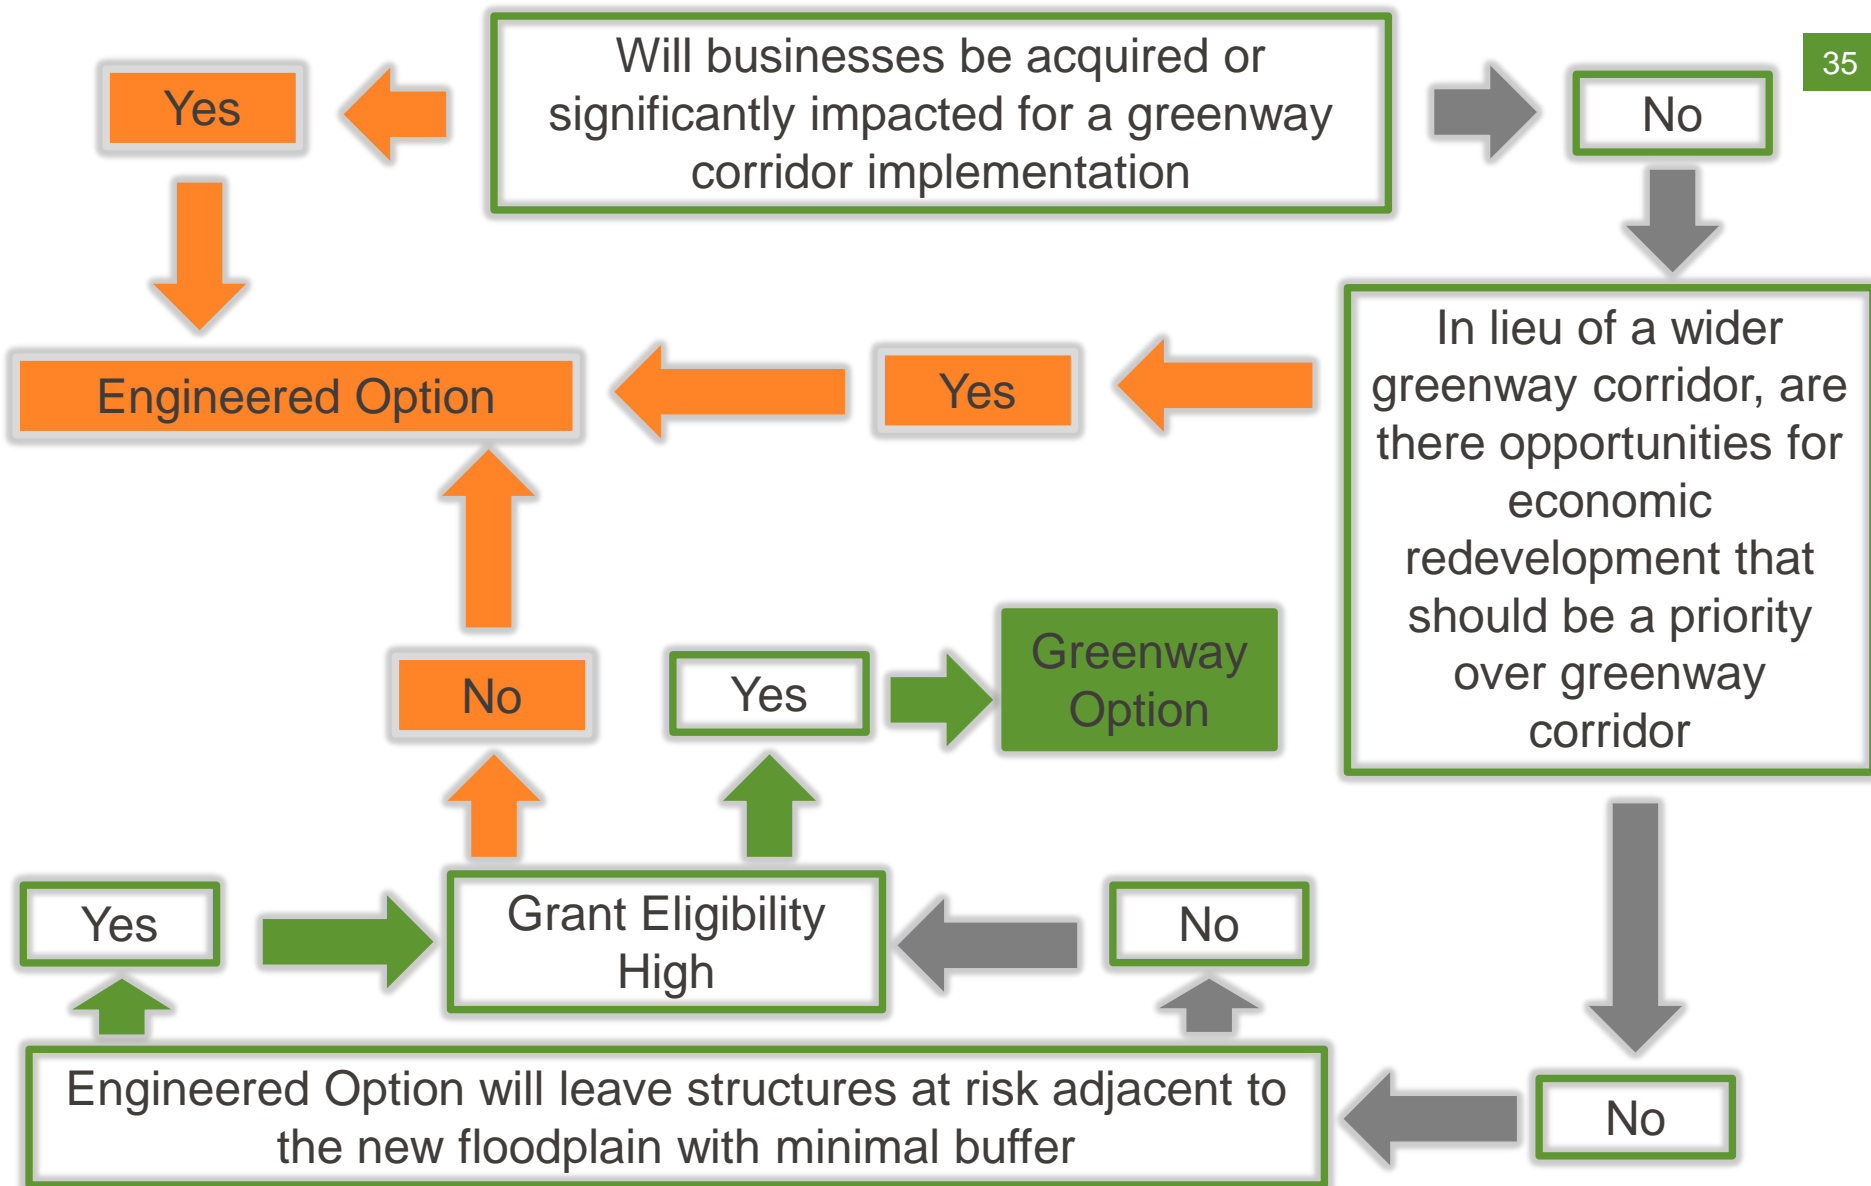 Will businesses be acquired or
significantly impacted for a greenway
corridor implementation
35
Yes
No
In lieu of a wider
greenway corridor, are
there opportunities for
economic
redevelopment that
should be a priority
over greenway
corridor
Engineered Option
Yes
Greenway
Option
No
Yes
Yes
Grant Eligibility
High
No
Engineered Option will leave structures at risk adjacent to
the new floodplain with minimal buffer
No